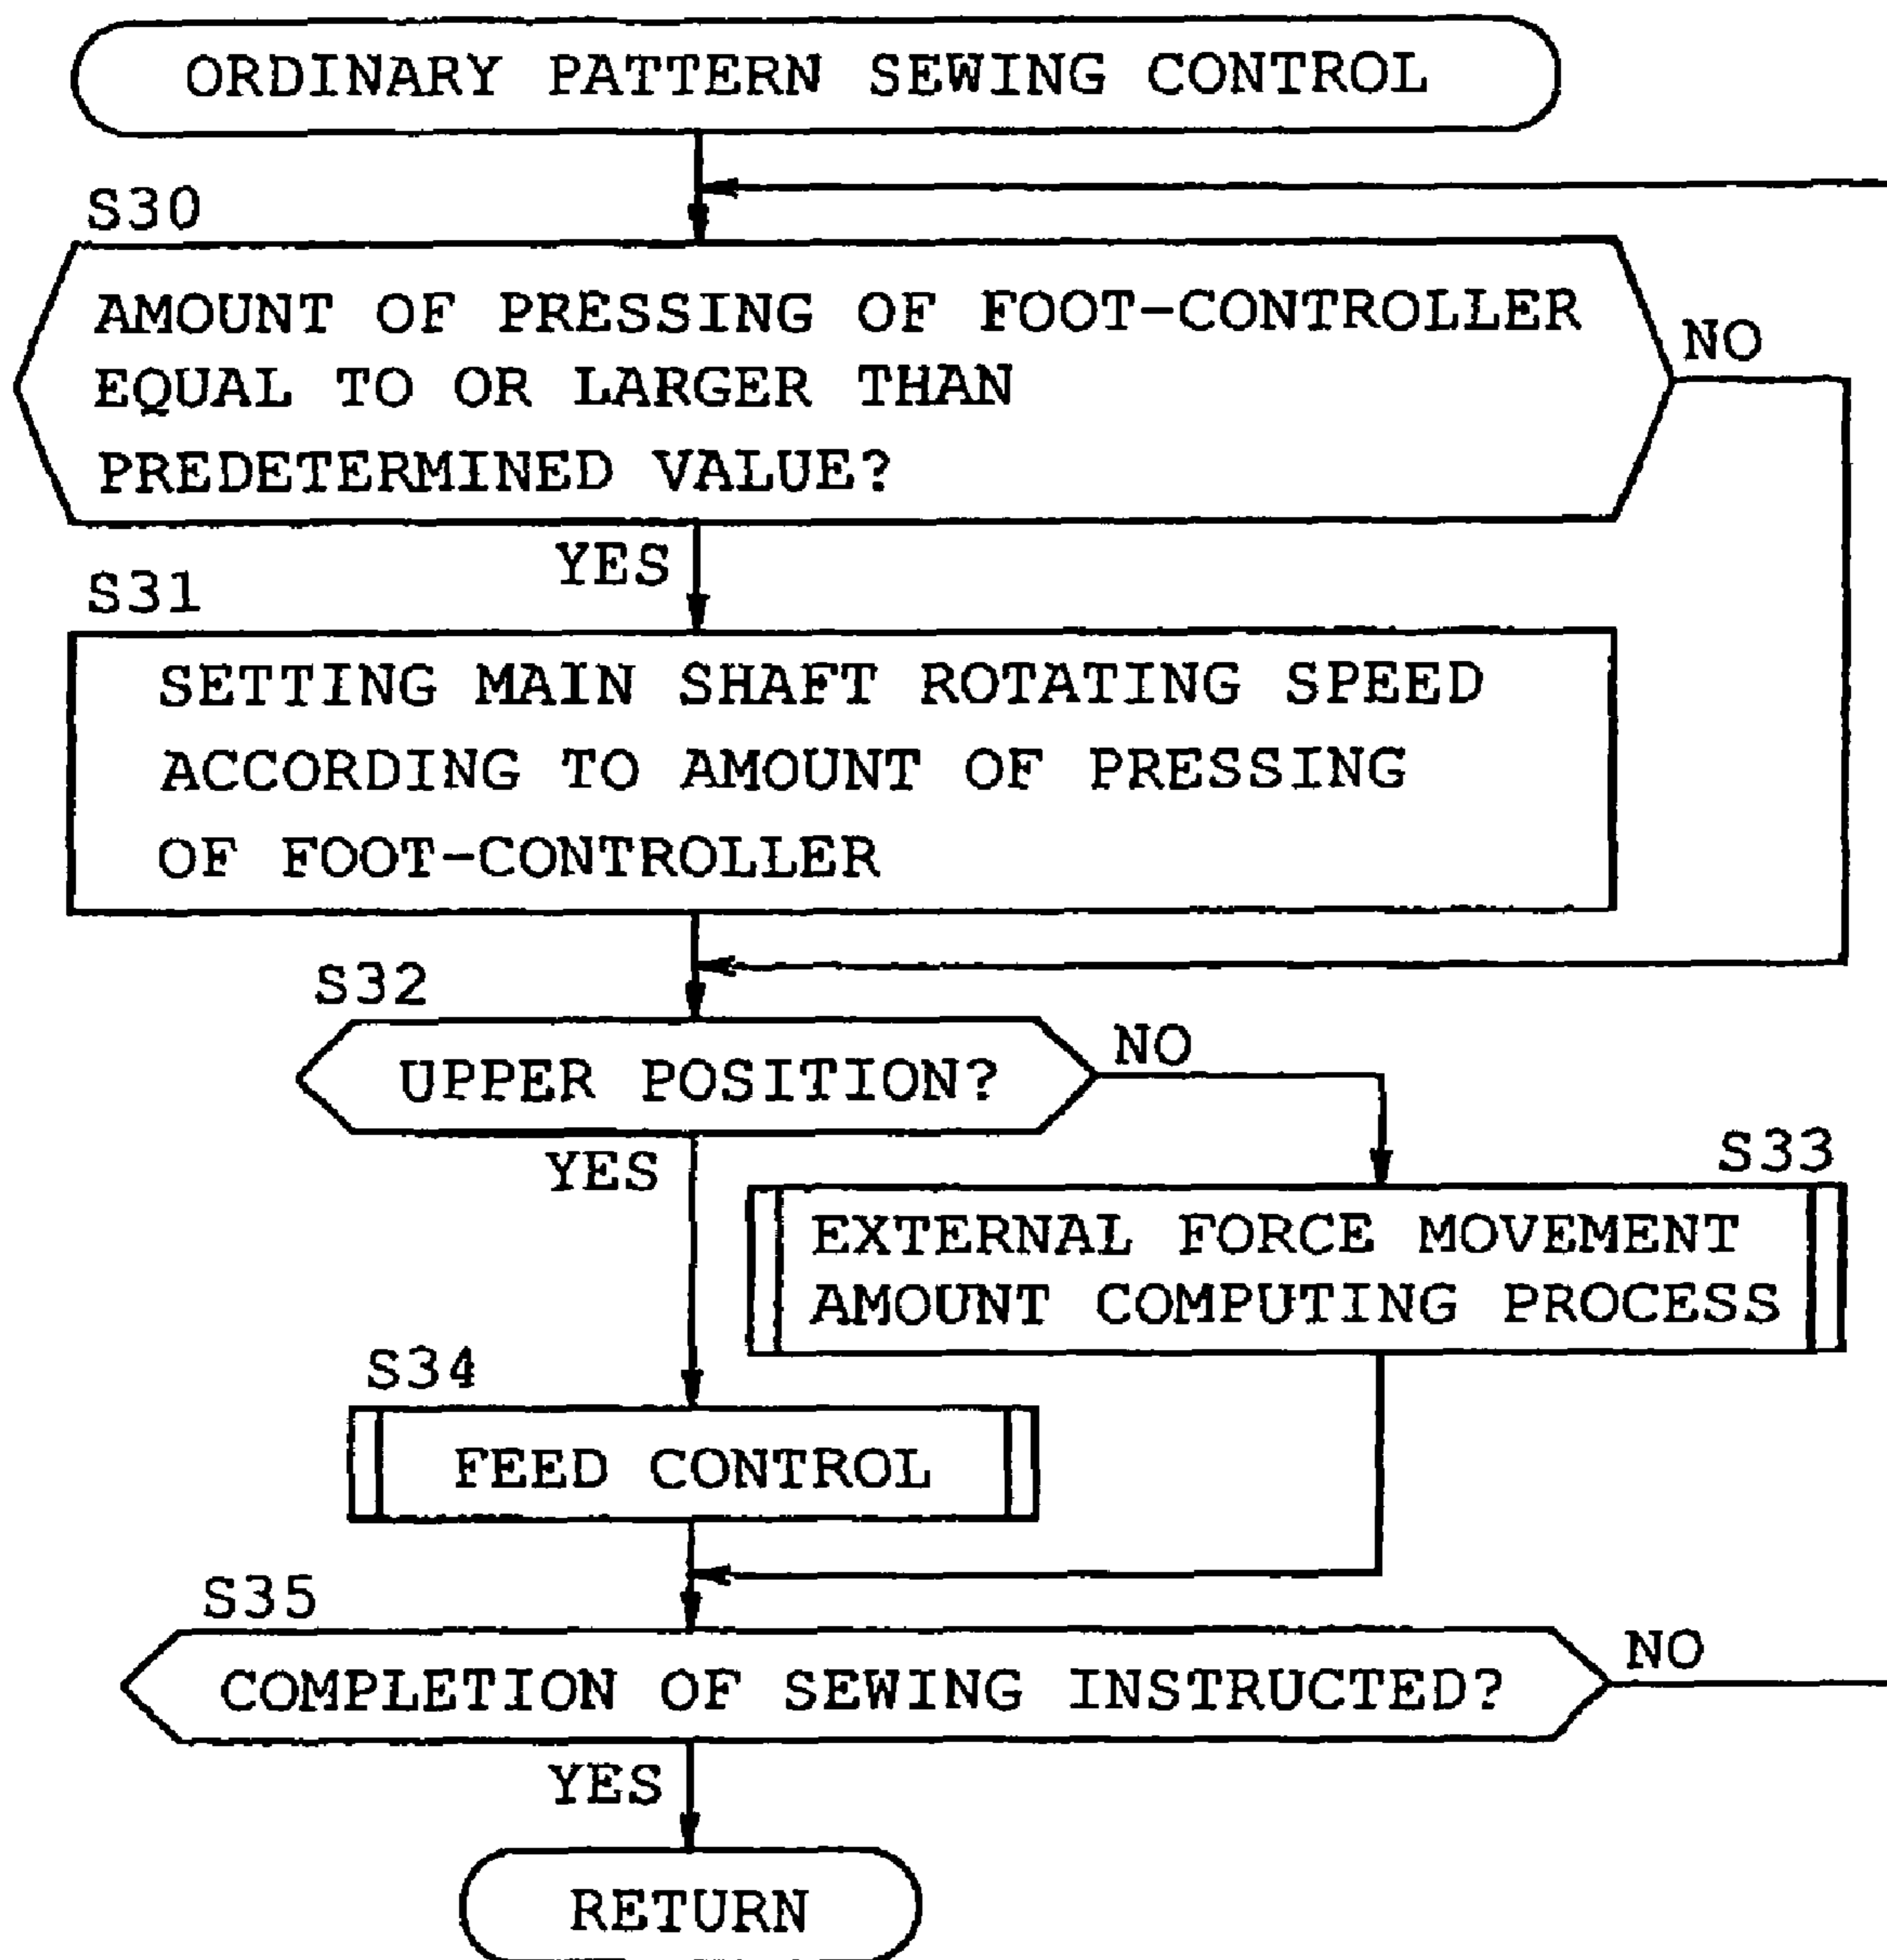 ORDINARY PATTERN SEWING CONTROL
S30
AMOUNT OF PRESSING OF FOOT-CONTROLLER
EQUAL TO OR LARGER THAN
PREDETERMINED VALUE?
NO
YES
S31
SETTING MAIN SHAFT ROTATING SPEED
ACCORDING TO AMOUNT OF PRESSING
OF FOOT-CONTROLLER
S32
UPPER POSITION?
NO
YES
S33
EXTERNAL FORCE MOVEMENT
AMOUNT COMPUTING PROCESS
S34
FEED CONTROL
S35
COMPLETION OF SEWING INSTRUCTED?
NO
YES
RETURN